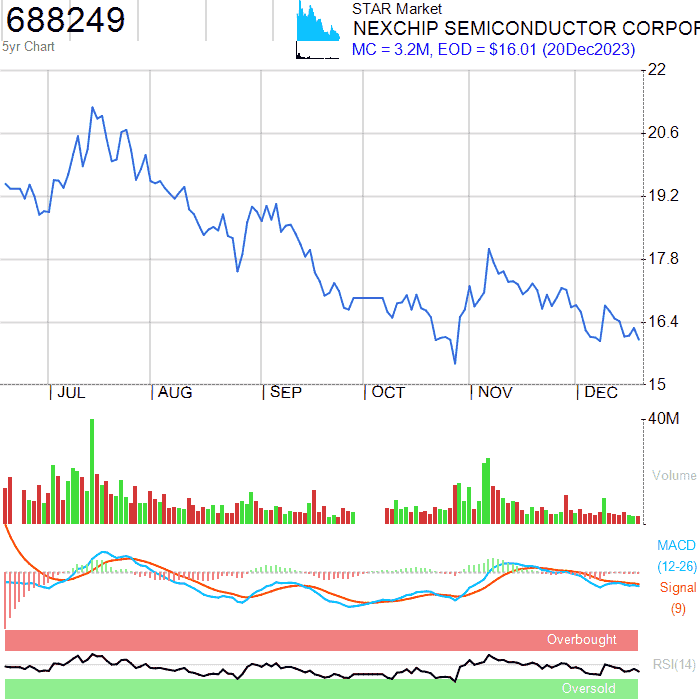 688249
STAR Market
NEXCHIP SEMICONDUCTOR CORPOR
5yr Chart
MC = 3.2M, EOD = $16.01 (20Dec2023)
22
20.6
19.2
17.8
16.4
15
JUL AUG SEP OCT NOV DEC
40M
Volume
MACD
(12-26)
Signal
(9)
Overbought
RSI(14)
Oversold